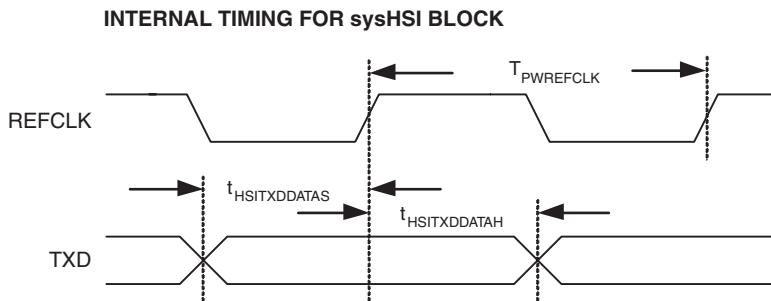 INTERNAL TIMING FOR sysHSI BLOCK
TPWREFCLK
REFCLK
tHSITXDDATAS
tHSITXDDATAH
TXD